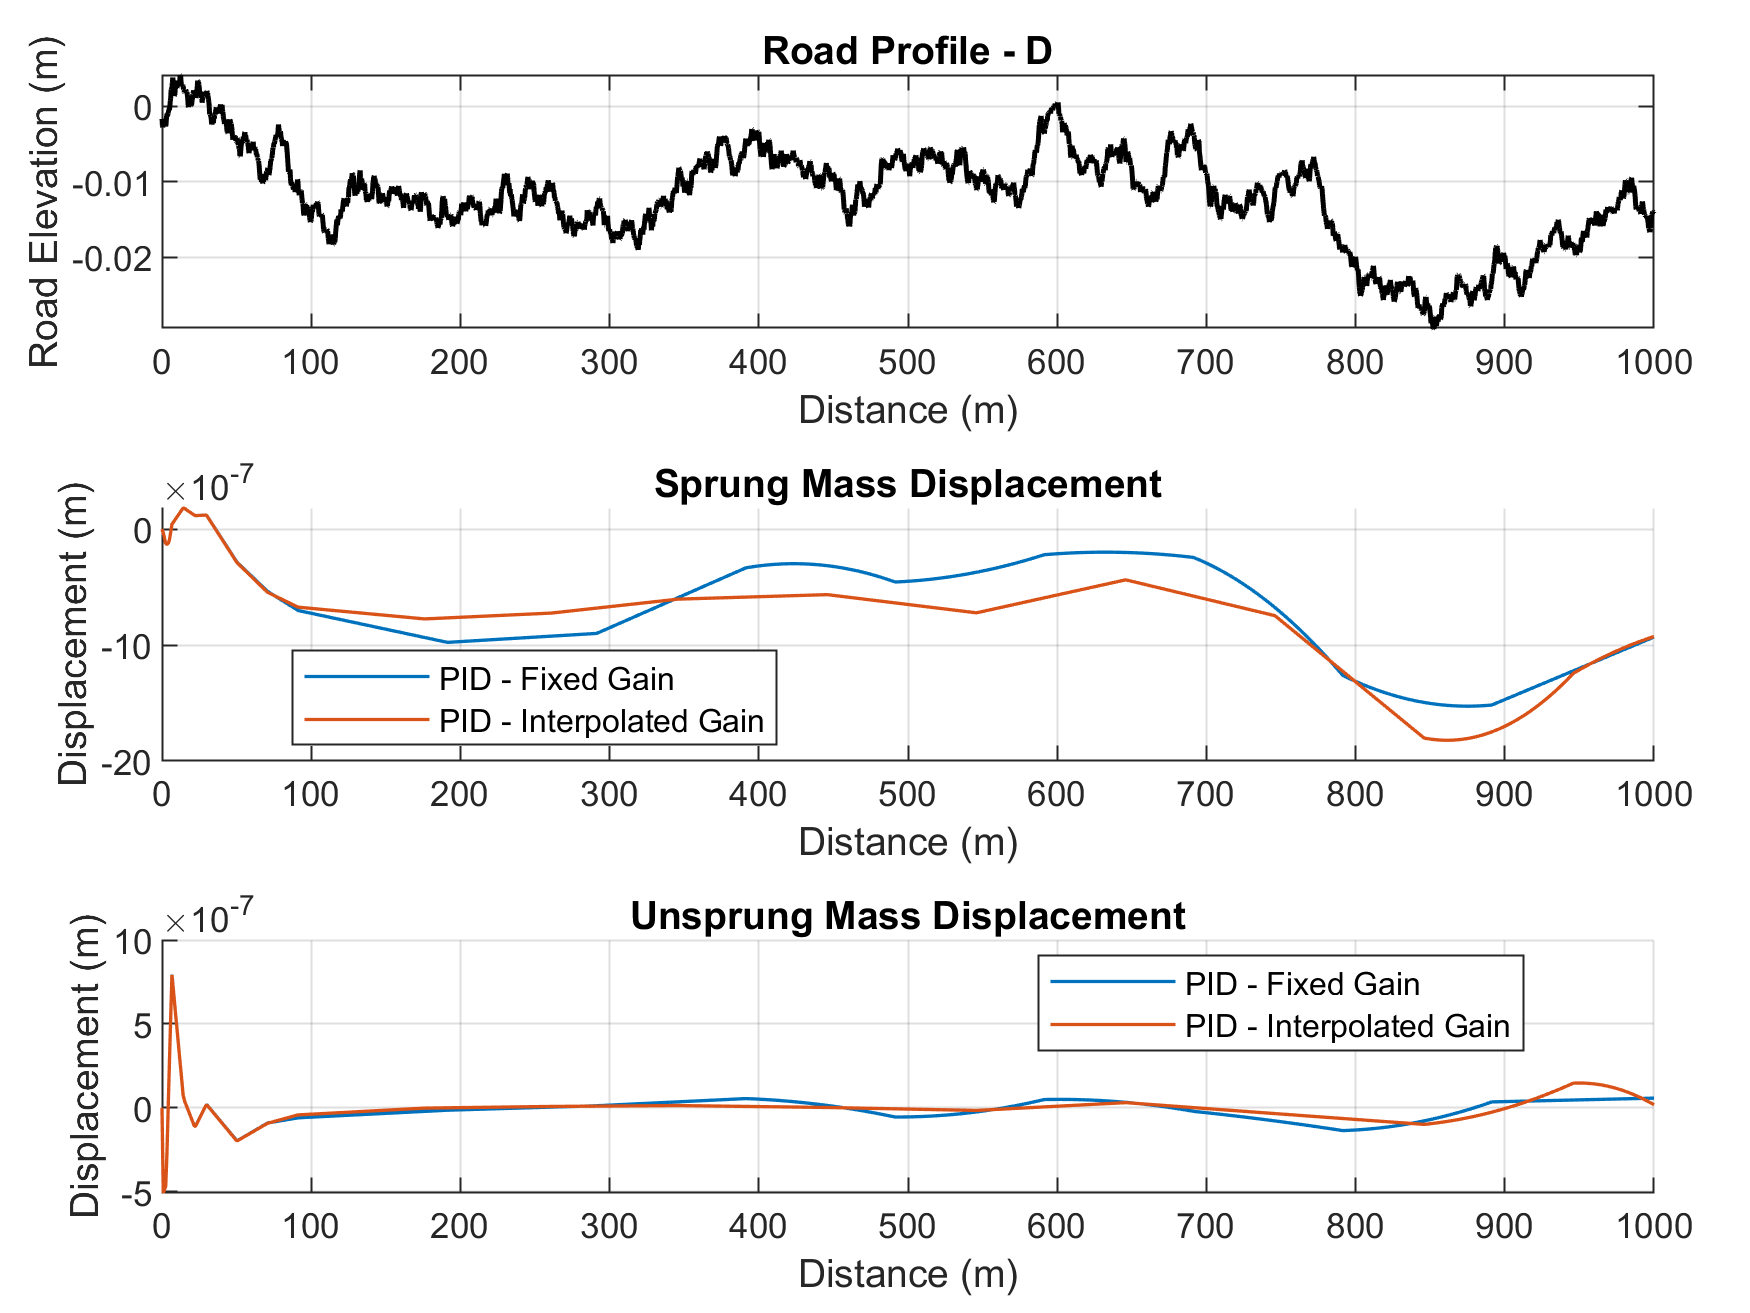 Road Profile - D
Road Elevation (m)
0
-0.01
-0.02
0 100 200 300 400 500 600 700 800 900 1000
Distance (m)
×10-7
Sprung Mass Displacement
Displacement (m)
0
-10
-20
PID - Fixed Gain
PID - Interpolated Gain
0 100 200 300 400 500 600 700 800 900 1000
Distance (m)
×10-7
Unsprung Mass Displacement
Displacement (m)
10
5
0
-5
PID - Fixed Gain
PID - Interpolated Gain
0 100 200 300 400 500 600 700 800 900 1000
Distance (m)